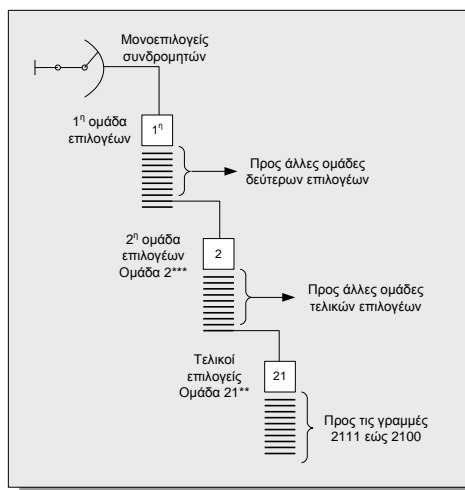 Μονοεπιλογείς
συνδρομητών
1η ομάδα
επιλογέων
1η
Προς άλλες ομάδες
δεύτερων επιλογέων
2η ομάδα
επιλογέων
Ομάδα 2***
2
Προς άλλες ομάδες
τελικών επιλογέων
Τελικοί
επιλογείς
Ομάδα 21**
21
Προς τις γραμμές
2111 εώς 2100